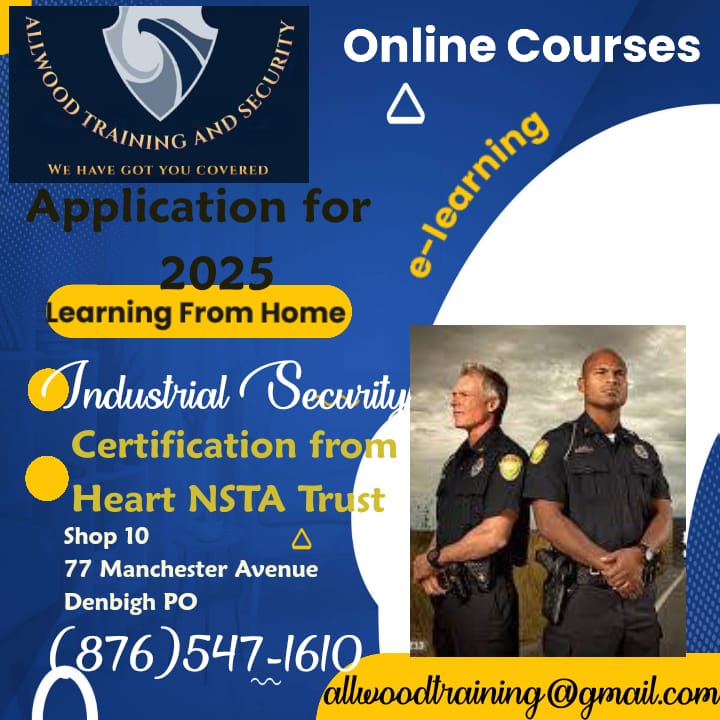 ALLWOOD TRAINING AND SECURITY
WE HAVE GOT YOU COVERED
Online Courses
e-learning
Application for
2025
Learning From Home
Industrial Security
Certification from
Heart NSTA Trust
Shop 10
77 Manchester Avenue
Denbigh PO
(876)547-1610
allwoodtraining@gmail.com